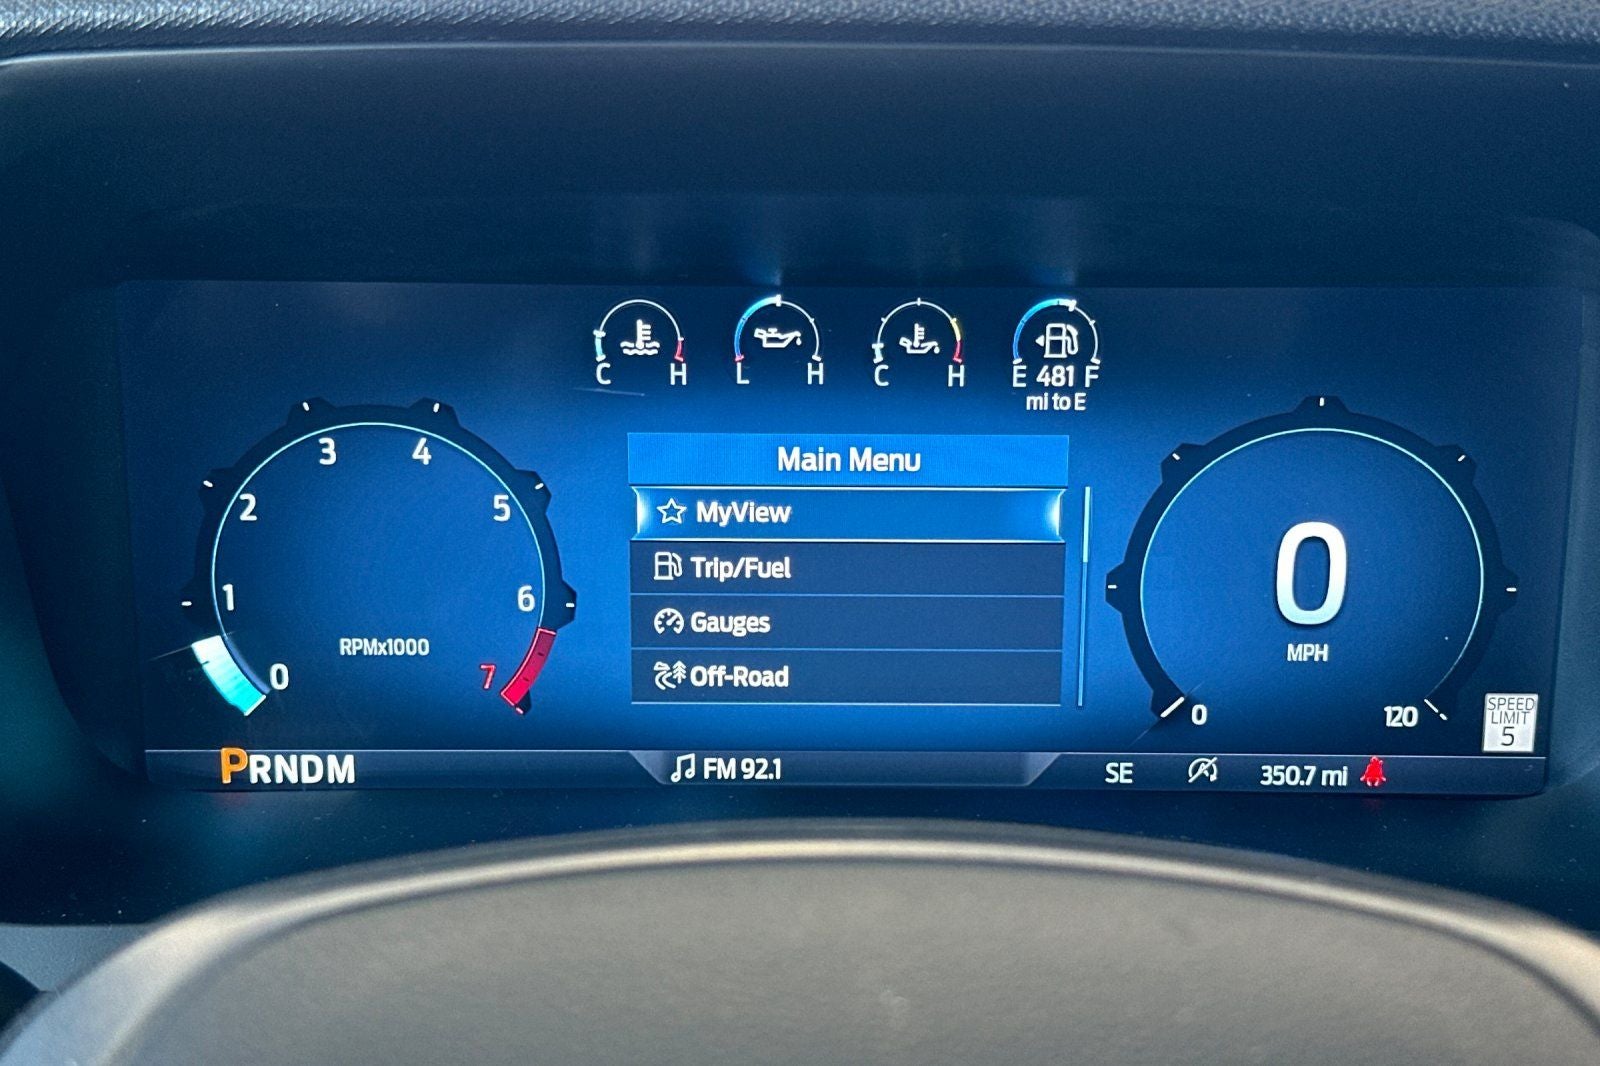 C H
L H
C H
E 481 F
mi to E
Main Menu
MyView
Trip/Fuel
Gauges
Off-Road
0
1
2
3
4
5
6
7
RPMx1000
0
MPH
0
120
SPEED
LIMIT
5
PRNDM
FM 92.1
SE
350.7 mi